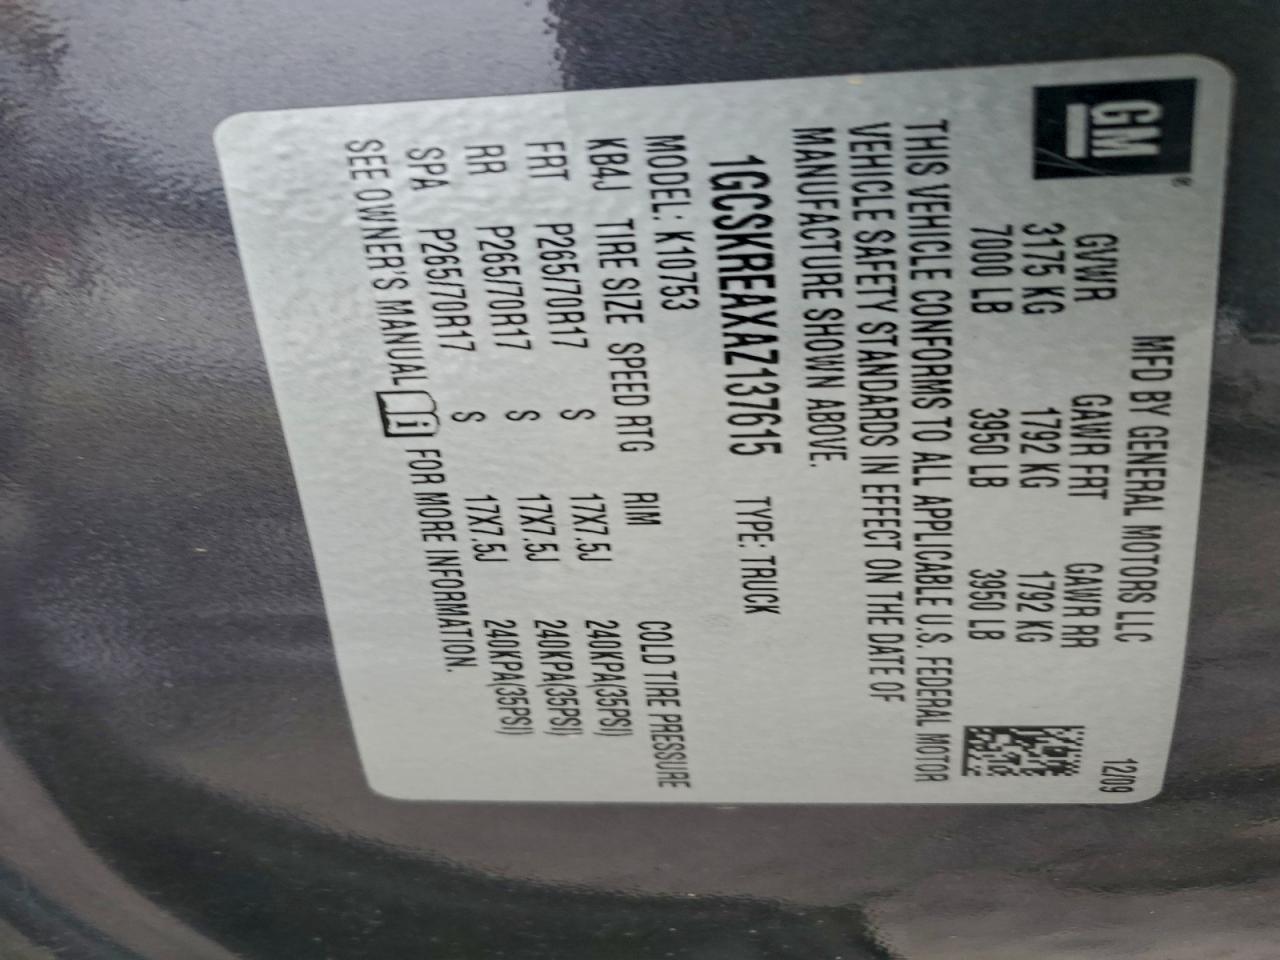 GM®
MFD BY GENERAL MOTORS LLC 12/09
GVWR GAWR FRT GAWR RR
3175 KG 1792 KG 1792 KG
7000 LB 3950 LB 3950 LB
THIS VEHICLE CONFORMS TO ALL APPLICABLE U.S. FEDERAL MOTOR
VEHICLE SAFETY STANDARDS IN EFFECT ON THE DATE OF
MANUFACTURE SHOWN ABOVE.
1GCSKREAXAZ137615 TYPE: TRUCK
MODEL: K10753
KB4J TIRE SIZE SPEED RTG RIM COLD TIRE PRESSURE
FRT P265/70R17 S 17X7.5J 240KPA(35PSI)
RR P265/70R17 S 17X7.5J 240KPA(35PSI)
SPA P265/70R17 S 17X7.5J 240KPA(35PSI)
SEE OWNER'S MANUAL i FOR MORE INFORMATION.